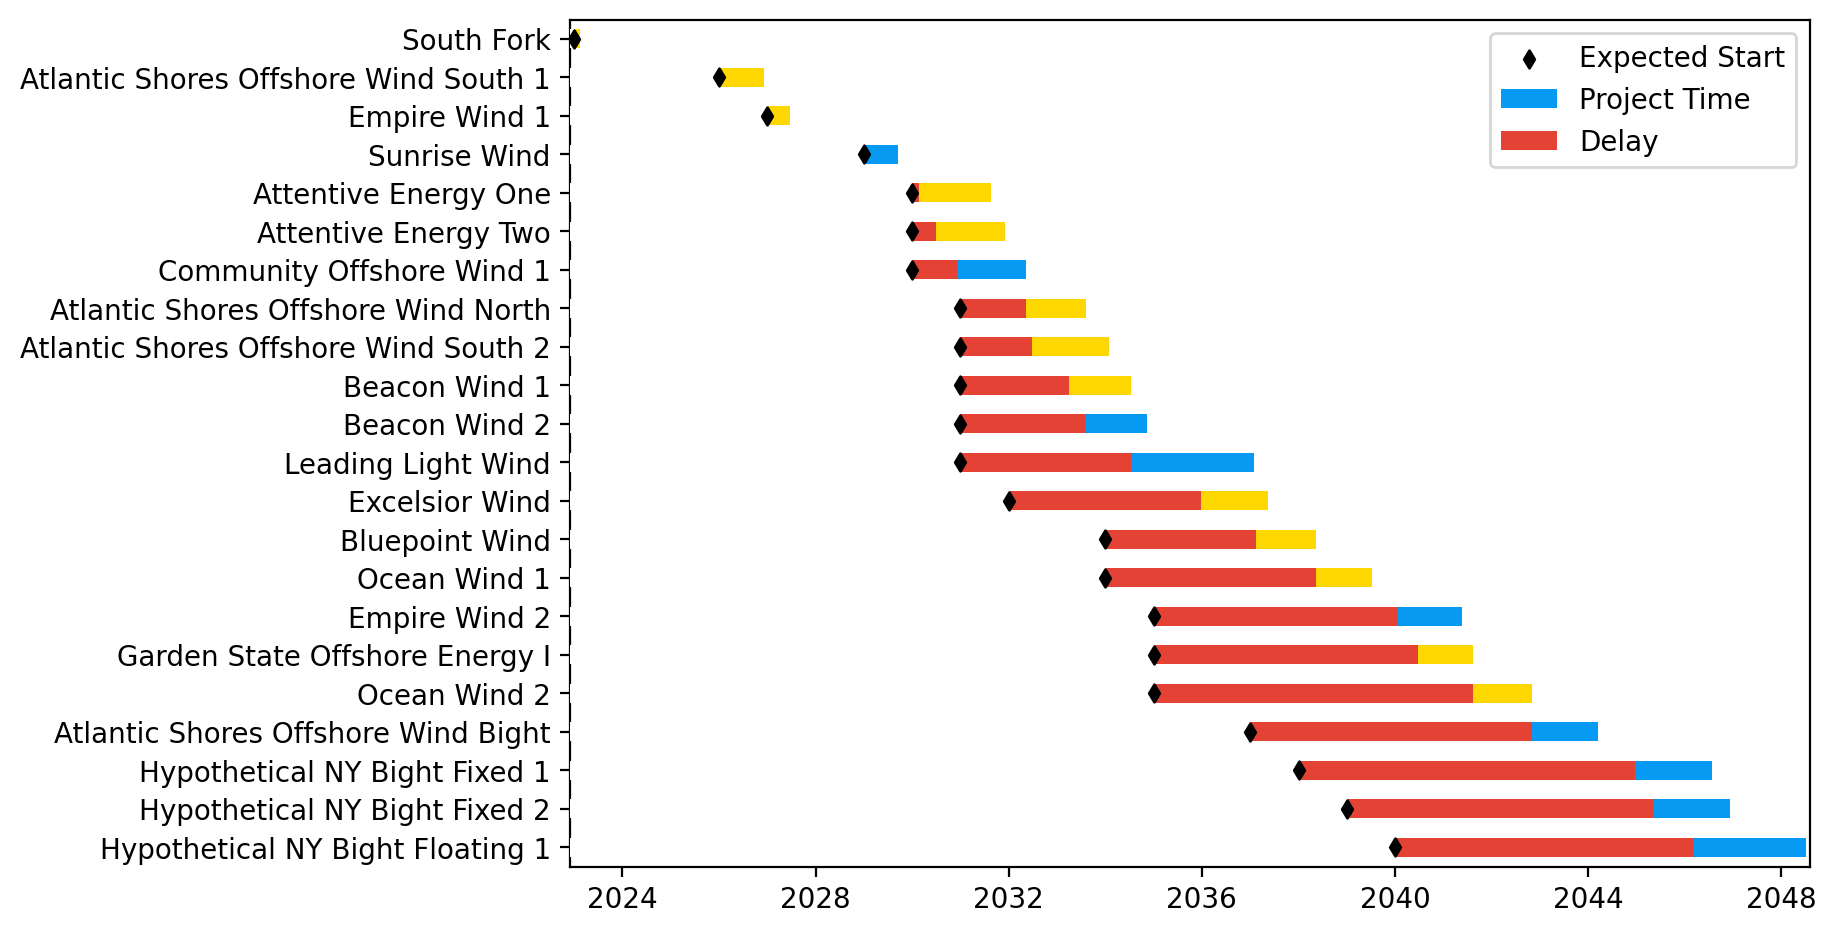 South Fork
Atlantic Shores Offshore Wind South 1
Empire Wind 1
Sunrise Wind
Attentive Energy One
Attentive Energy Two
Community Offshore Wind 1
Atlantic Shores Offshore Wind North
Atlantic Shores Offshore Wind South 2
Beacon Wind 1
Beacon Wind 2
Leading Light Wind
Excelsior Wind
Bluepoint Wind
Ocean Wind 1
Empire Wind 2
Garden State Offshore Energy I
Ocean Wind 2
Atlantic Shores Offshore Wind Bight
Hypothetical NY Bight Fixed 1
Hypothetical NY Bight Fixed 2
Hypothetical NY Bight Floating 1
Expected Start
Project Time
Delay
2024 2028 2032 2036 2040 2044 2048